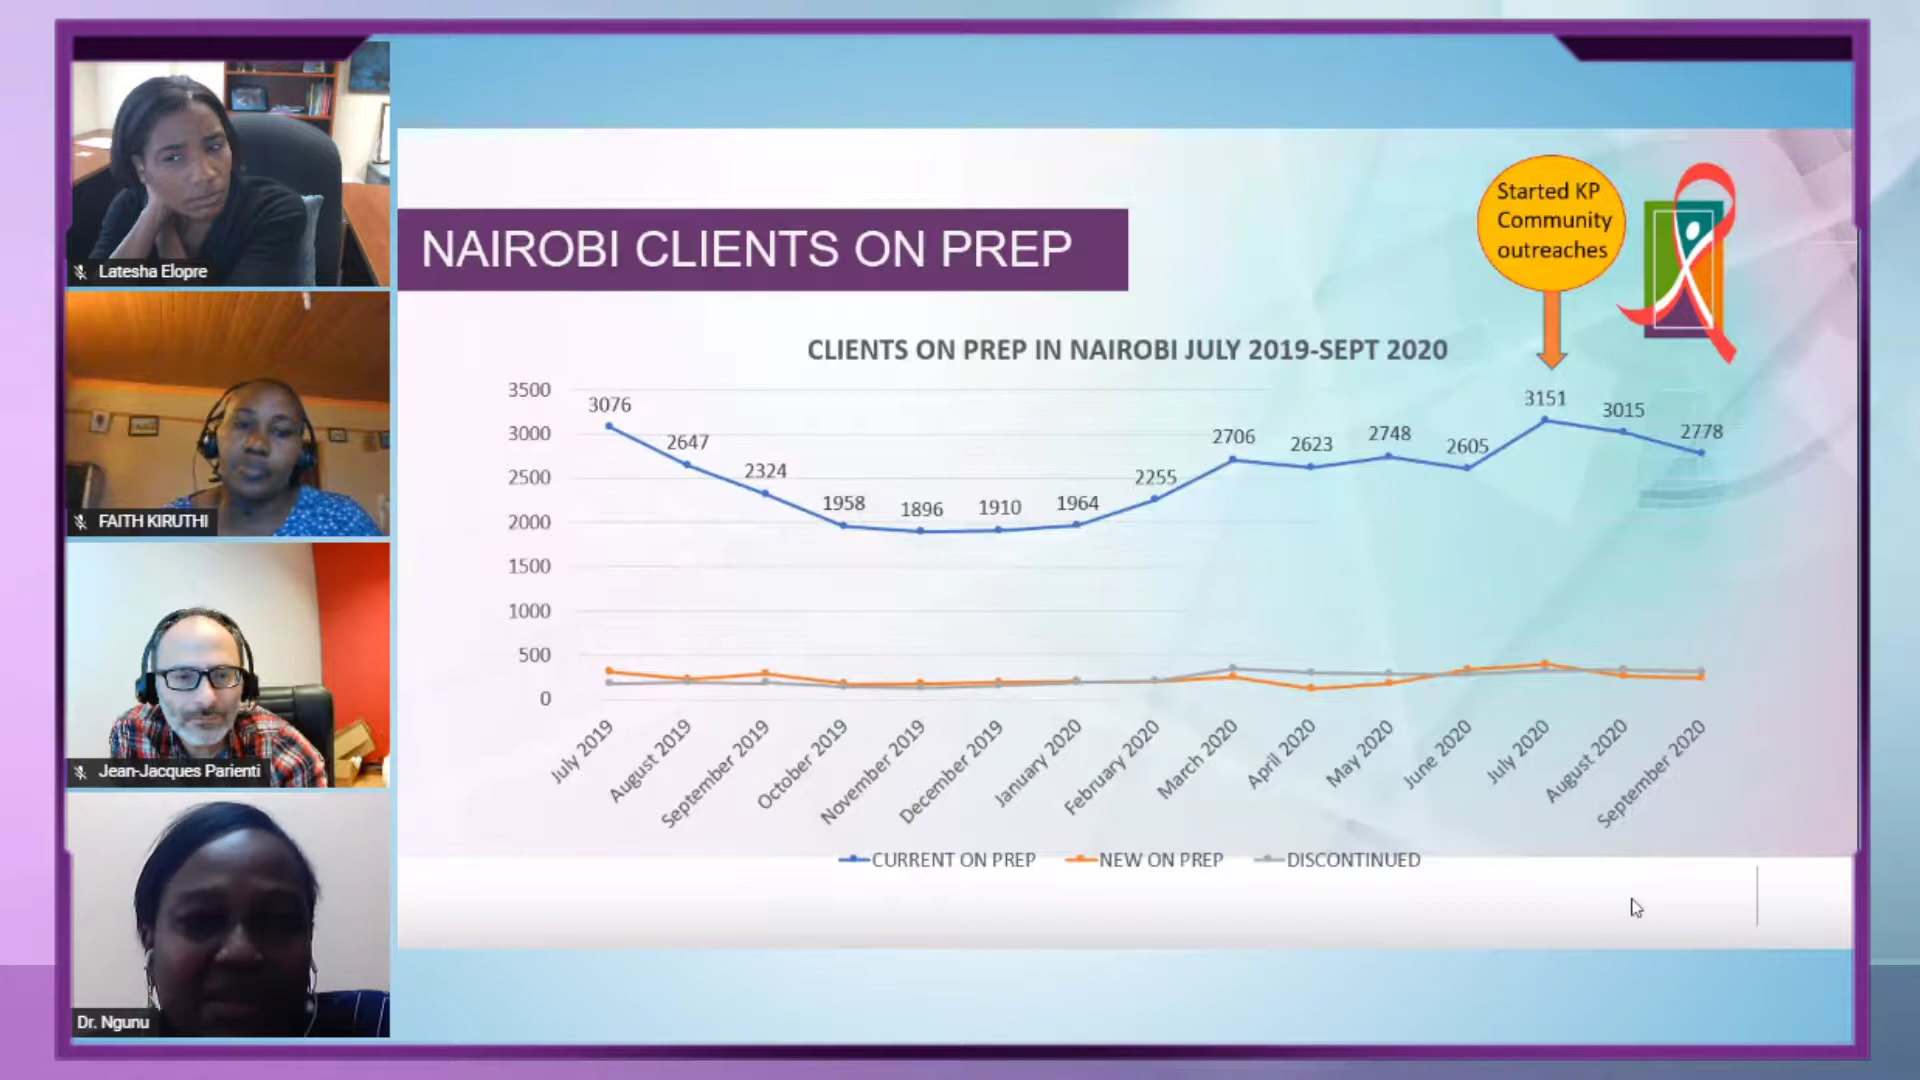 Latesha Elopre
FAITH KIRUTHI
Jean-Jacques Parienti
Dr. Ngunu
NAIROBI CLIENTS ON PREP
Started KP
Community
outreaches
CLIENTS ON PREP IN NAIROBI JULY 2019-SEPT 2020
3500
3000
2500
2000
1500
1000
500
0
3076
2647
2324
1958
1896
1910
1964
2255
2706
2623
2748
2605
3151
3015
2778
July 2019
August 2019
September 2019
October 2019
November 2019
December 2019
January 2020
February 2020
March 2020
April 2020
May 2020
June 2020
July 2020
August 2020
September 2020
CURRENT ON PREP
NEW ON PREP
DISCONTINUED